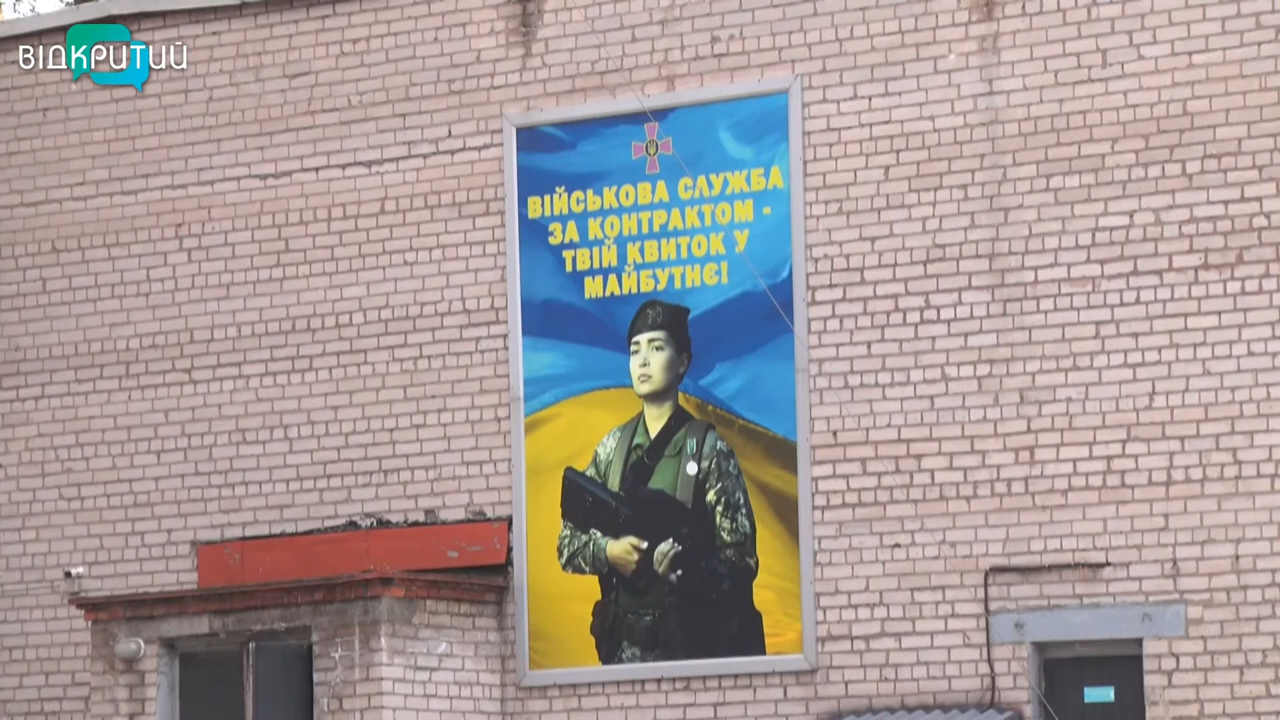 ВІДКРИТИЙ
ВІЙСЬКОВА СЛУЖБА
ЗА КОНТРАКТОМ -
ТВІЙ КВИТОК У
МАЙБУТНЄ!